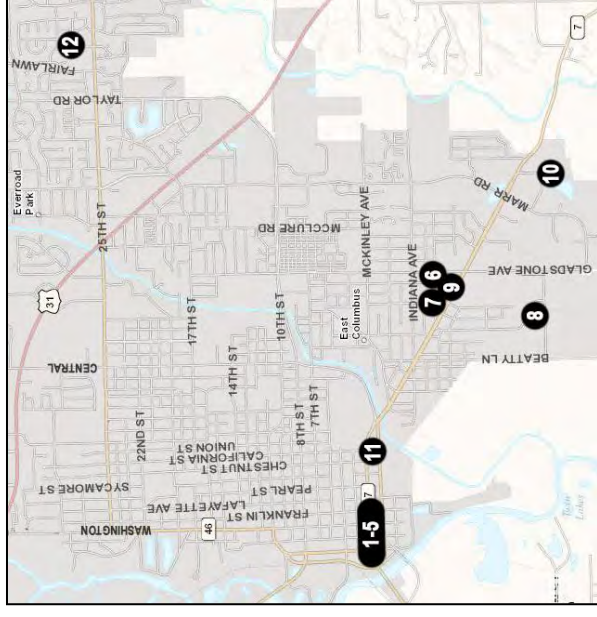 12
FAIRLAWN
TAYLOR RD
Everroad
Park
25TH ST
31
MCCLURE RD
10
MARR RD
7
MCKINLEY AVE
INDIANA AVE
6
7
9
GLADSTONE AVE
8
17TH ST
10TH ST
East
Columbus
CENTRAL
14TH ST
BEATTY LN
22ND ST
8TH ST
7TH ST
UNION ST
CALIFORNIA ST
CHESTNUT ST
11
SYCAMORE ST
PEARL ST
LAFAYETTE AVE
FRANKLIN ST
7
WASHINGTON
46
1-5